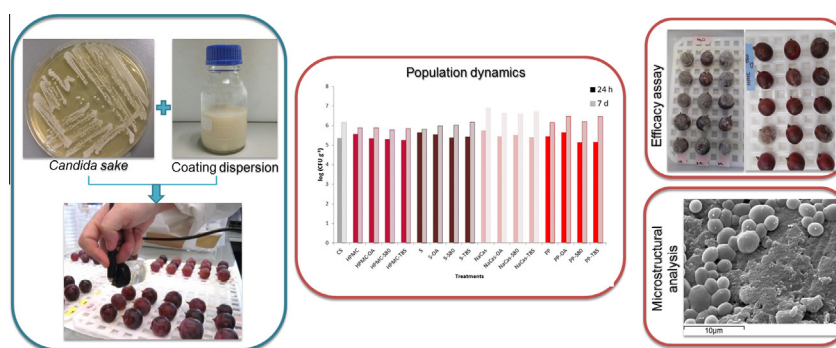 Candida sake
Coating dispersion
Population dynamics
24 h
7 d
log (CFU g⁻¹)
8
7
6
5
4
3
2
1
0
CS
HPMC
HPMC-OA
HPMC-S80
HPMC-T85
S
S-OA
S-S80
S-T85
NaCas
NaCas-OA
NaCas-S80
NaCas-T85
PP
PP-OA
PP-S80
PP-T85
Treatments
Efficacy assay
Microstructural
analysis
10µm